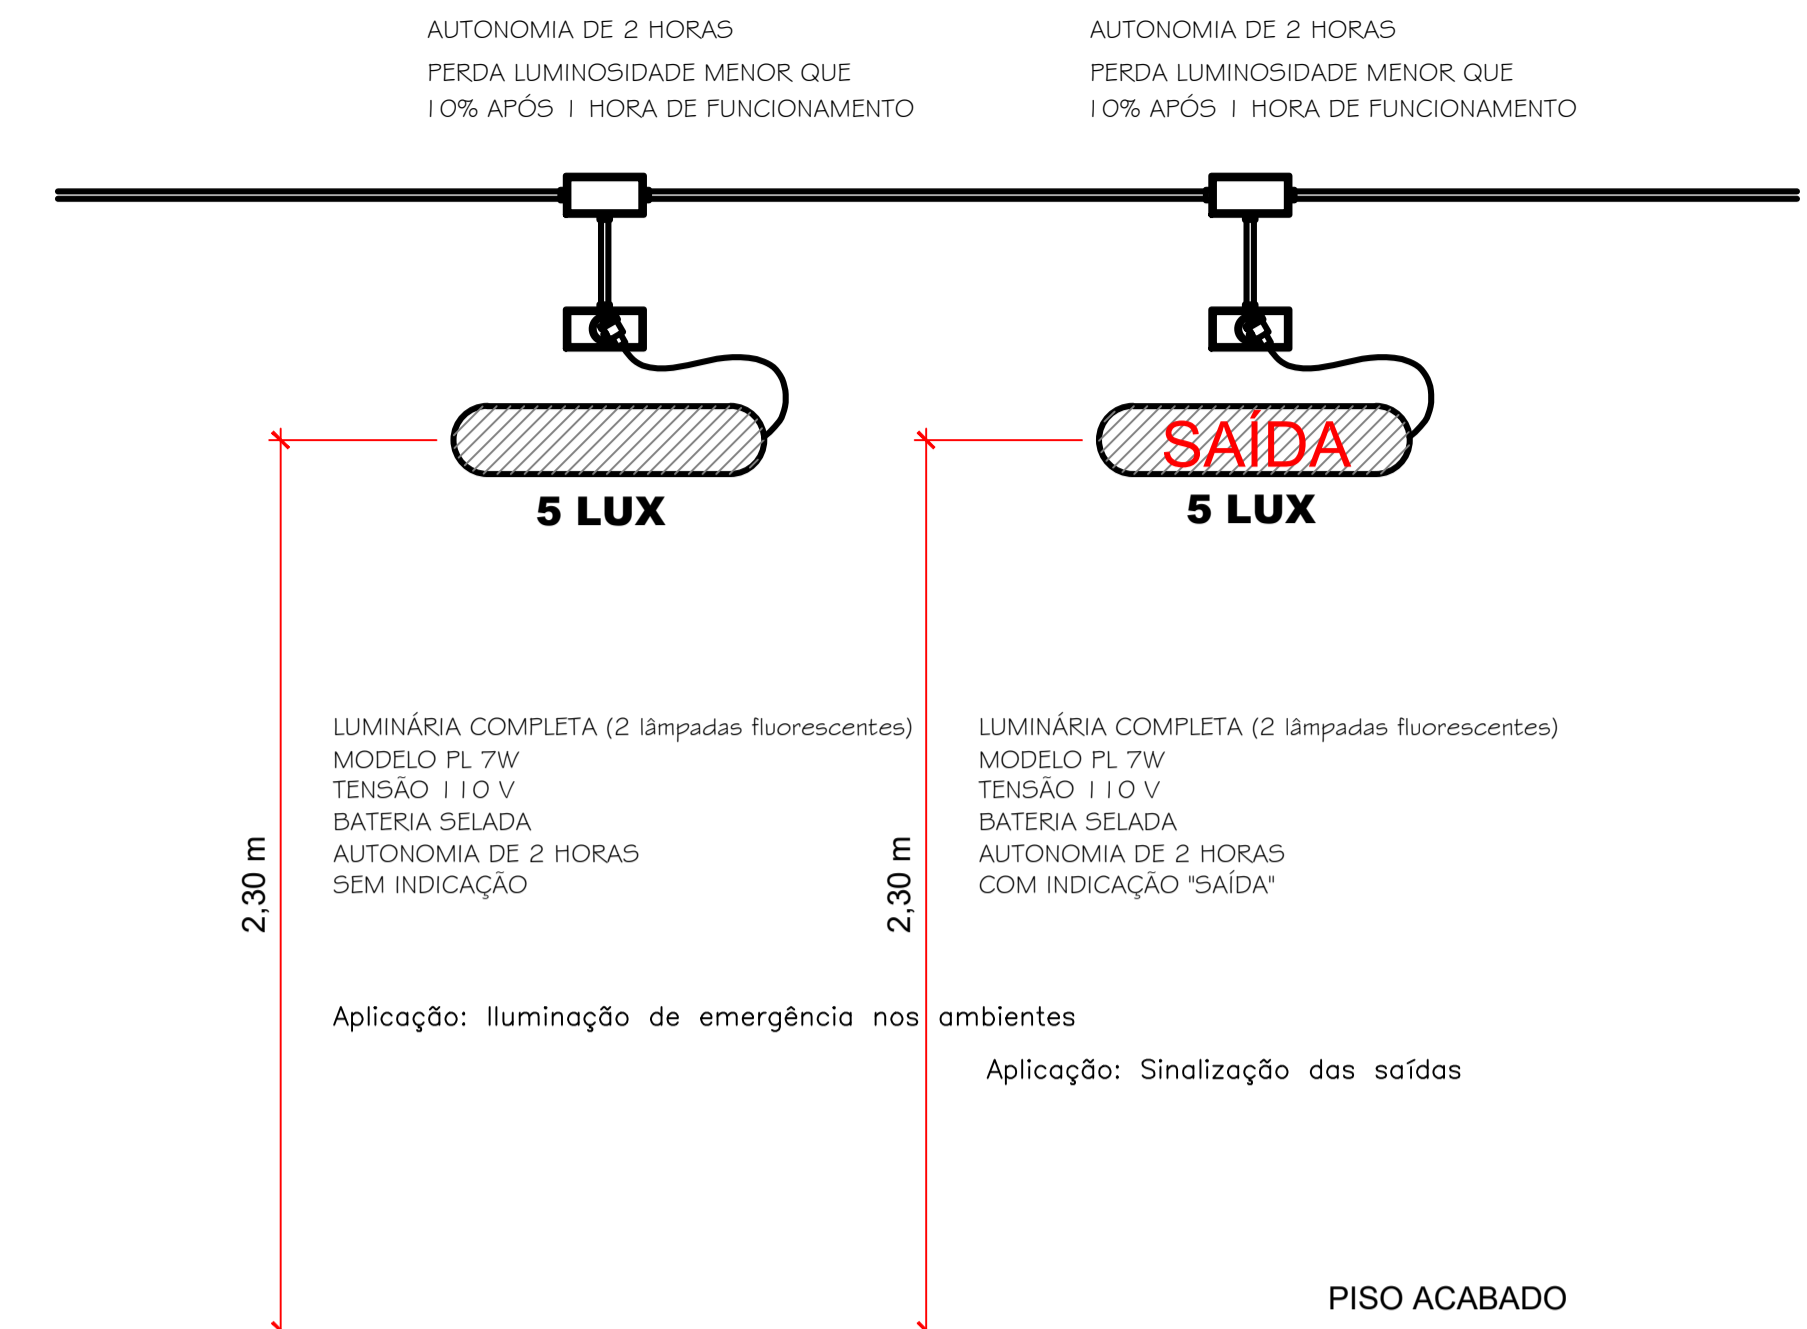 AUTONOMIA DE 2 HORAS
PERDA LUMINOSIDADE MENOR QUE
10% APÓS 1 HORA DE FUNCIONAMENTO
AUTONOMIA DE 2 HORAS
PERDA LUMINOSIDADE MENOR QUE
10% APÓS 1 HORA DE FUNCIONAMENTO
5 LUX
SAÍDA
5 LUX
2,30 m
LUMINÁRIA COMPLETA (2 lâmpadas fluorescentes)
MODELO PL 7W
TENSÃO 110 V
BATERIA SELADA
AUTONOMIA DE 2 HORAS
SEM INDICAÇÃO
Aplicação: Iluminação de emergência nos ambientes
2,30 m
LUMINÁRIA COMPLETA (2 lâmpadas fluorescentes)
MODELO PL 7W
TENSÃO 110 V
BATERIA SELADA
AUTONOMIA DE 2 HORAS
COM INDICAÇÃO "SAÍDA"
Aplicação: Sinalização das saídas
PISO ACABADO